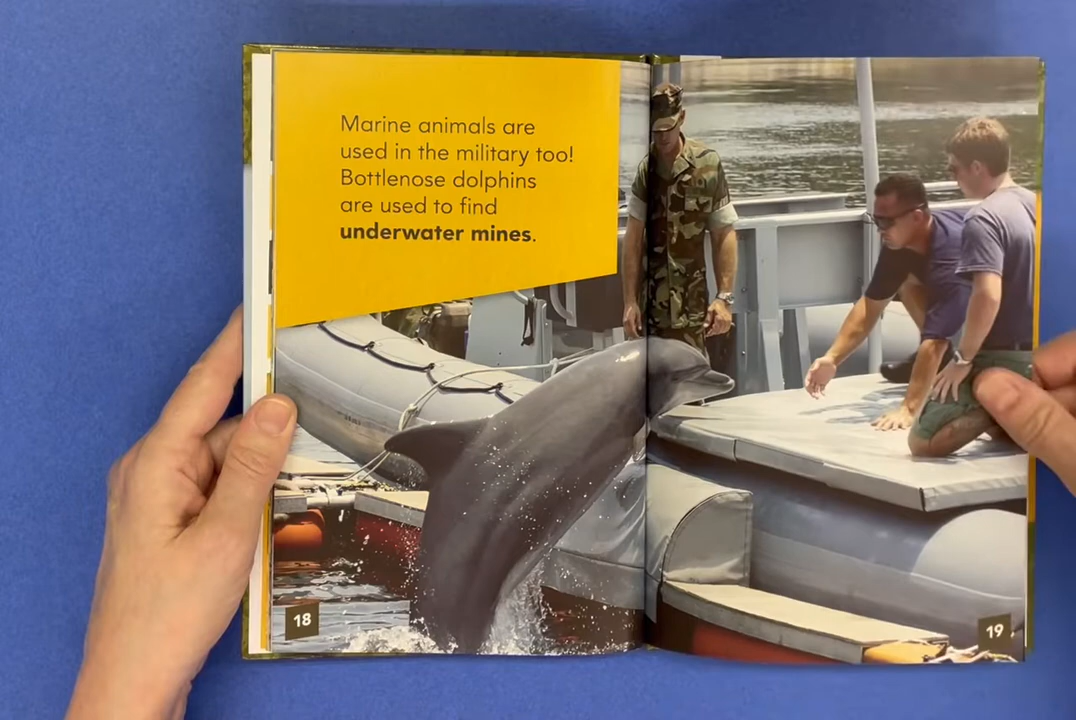 Marine animals are
used in the military too!
Bottlenose dolphins
are used to find
underwater mines.
18
19